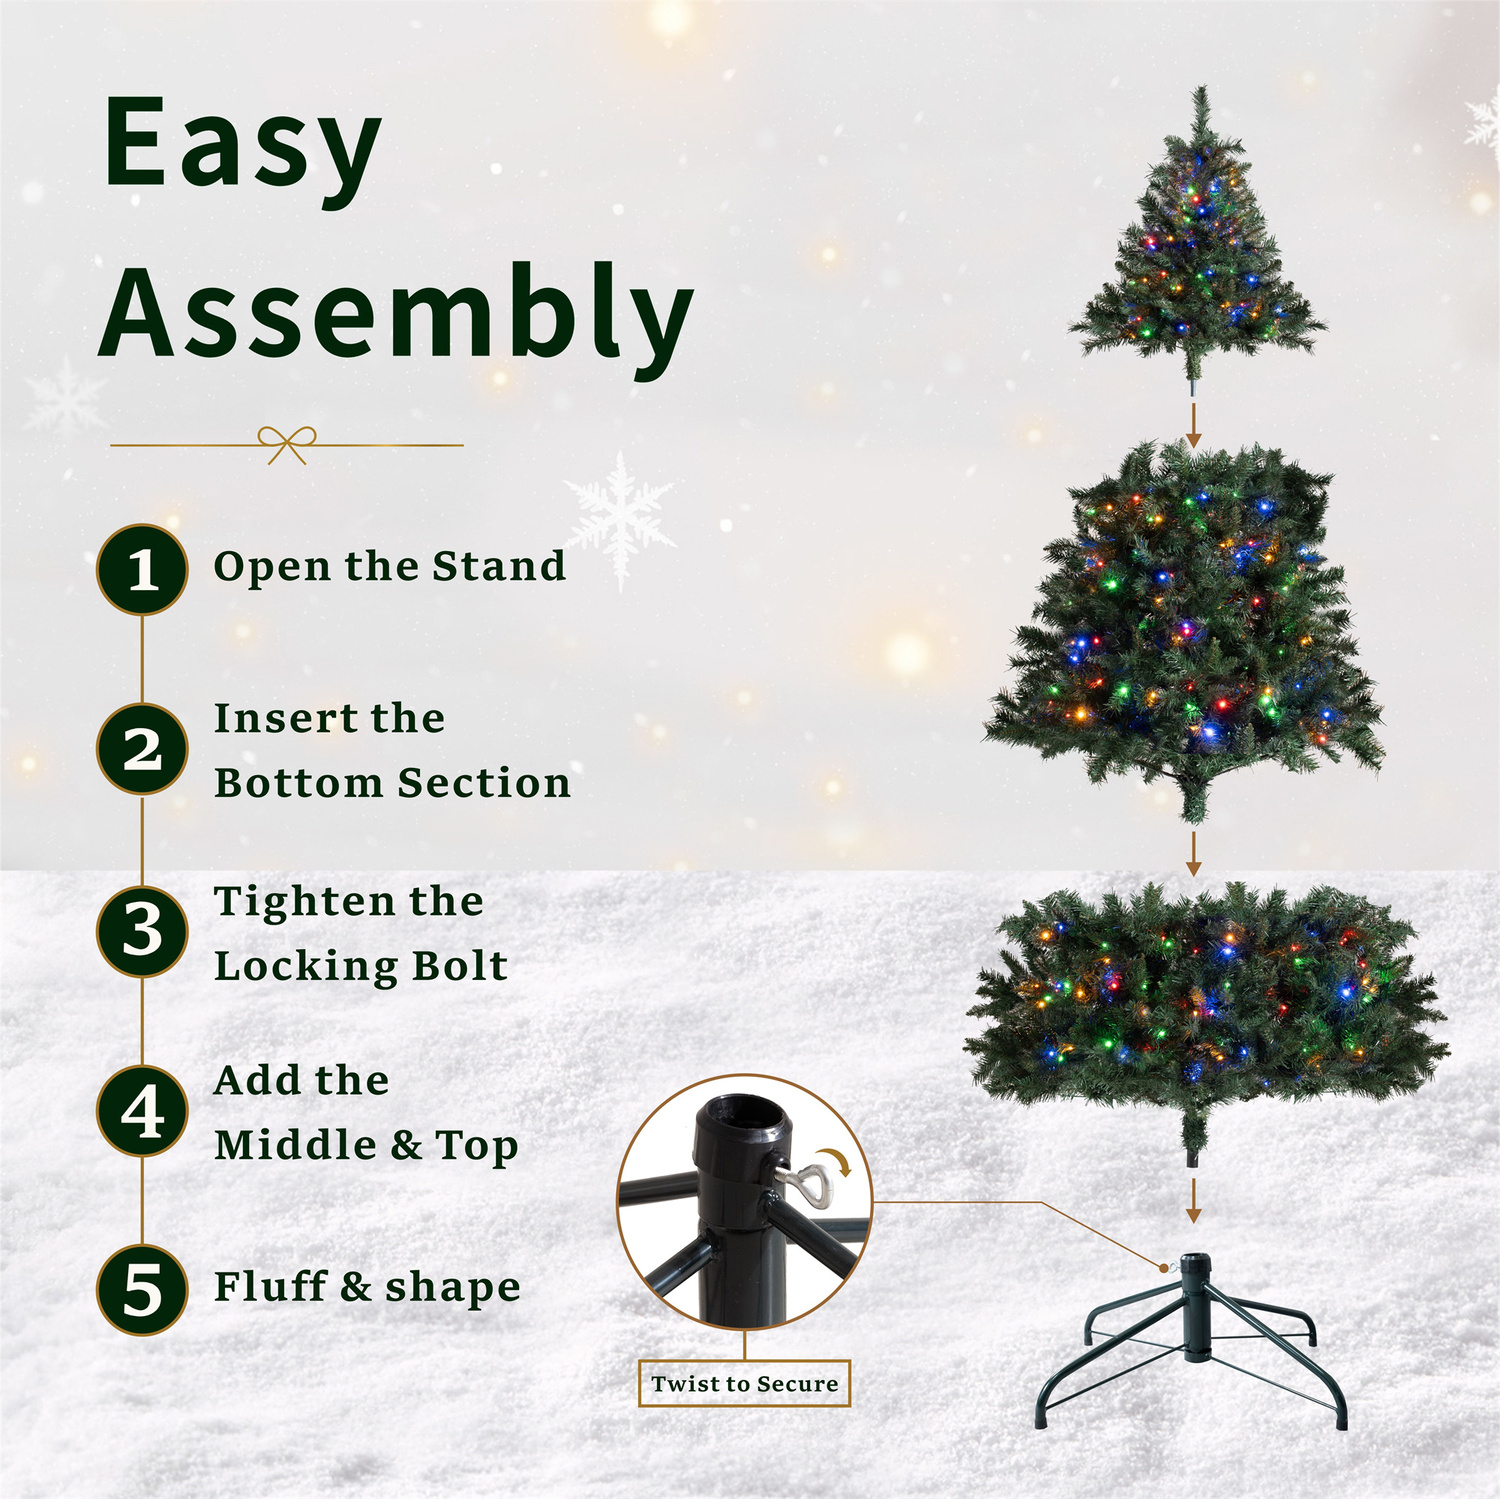 Easy
Assembly
1 Open the Stand
2 Insert the
Bottom Section
3 Tighten the
Locking Bolt
4 Add the
Middle & Top
5 Fluff & shape
Twist to Secure